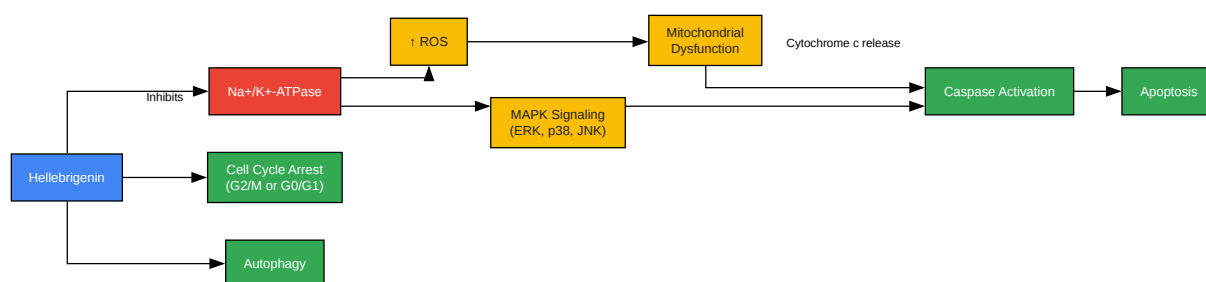 ↑ ROS
Mitochondrial
Dysfunction
Cytochrome c release
Inhibits
Na+/K+-ATPase
MAPK Signaling
(ERK, p38, JNK)
Caspase Activation
Apoptosis
Hellebrigenin
Cell Cycle Arrest
(G2/M or G0/G1)
Autophagy